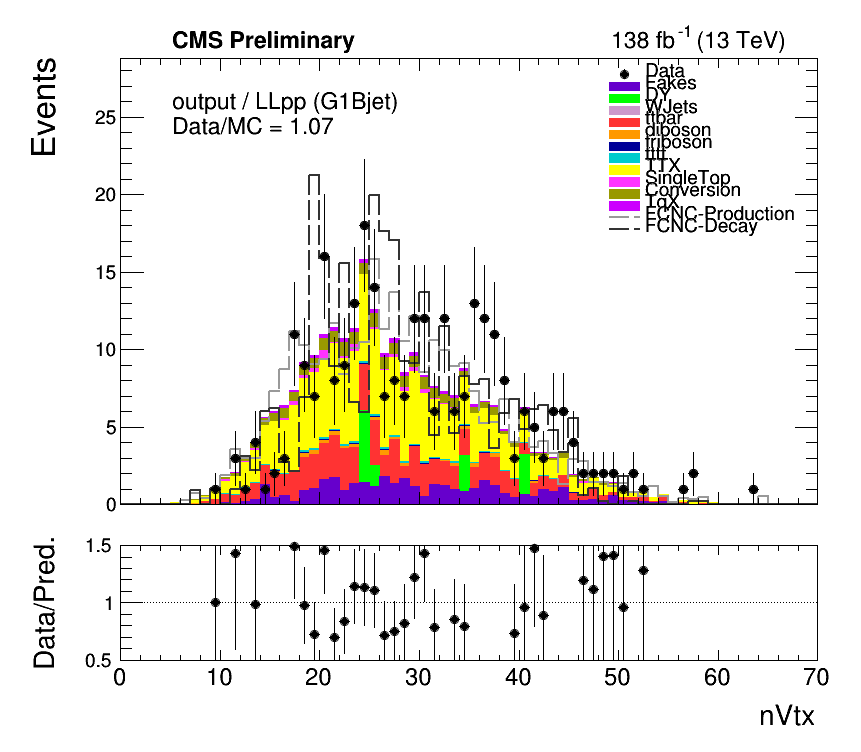 CMS Preliminary
138 fb⁻¹ (13 TeV)
Events
output / LLpp (G1Bjet)
Data/MC = 1.07
Data
Fakes
DY
WJets
ttbar
diboson
triboson
tttt
TTX
SingleTop
Conversion
TqX
FCNC-Production
FCNC-Decay
25
20
15
10
5
0
Data/Pred.
1.5
1
0.5
0 10 20 30 40 50 60 70
nVtx